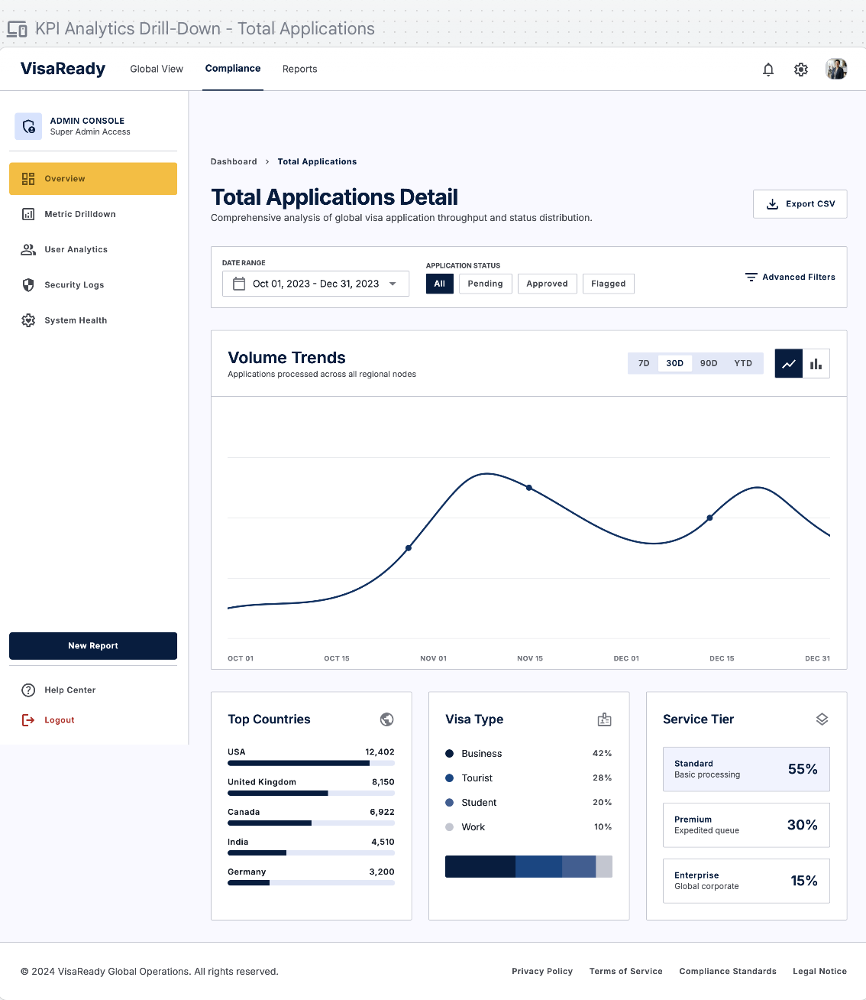 KPI Analytics Drill-Down - Total Applications
VisaReady
Global View
Compliance
Reports
ADMIN CONSOLE
Super Admin Access
Overview
Metric Drilldown
User Analytics
Security Logs
System Health
New Report
Help Center
Logout
Dashboard > Total Applications
Total Applications Detail
Comprehensive analysis of global visa application throughput and status distribution.
Export CSV
DATE RANGE
Oct 01, 2023 - Dec 31, 2023
APPLICATION STATUS
All
Pending
Approved
Flagged
Advanced Filters
Volume Trends
Applications processed across all regional nodes
7D
30D
90D
YTD
OCT 01
OCT 15
NOV 01
NOV 15
DEC 01
DEC 15
DEC 31
Top Countries
USA 12,402
United Kingdom 8,150
Canada 6,922
India 4,510
Germany 3,200
Visa Type
Business 42%
Tourist 28%
Student 20%
Work 10%
Service Tier
Standard
Basic processing
55%
Premium
Expedited queue
30%
Enterprise
Global corporate
15%
© 2024 VisaReady Global Operations. All rights reserved.
Privacy Policy
Terms of Service
Compliance Standards
Legal Notice